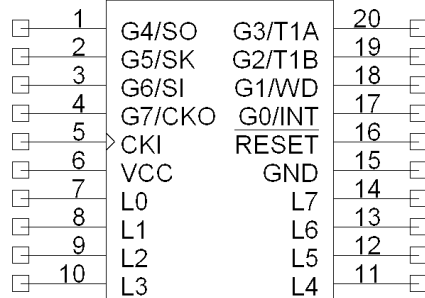 1 G4/SO G3/T1A 20
2 G5/SK G2/T1B 19
3 G6/SI G1/WD 18
4 G7/CKO G0/INT 17
5 CKI RESET 16
6 VCC GND 15
7 L0 L7 14
8 L1 L6 13
9 L2 L5 12
10 L3 L4 11